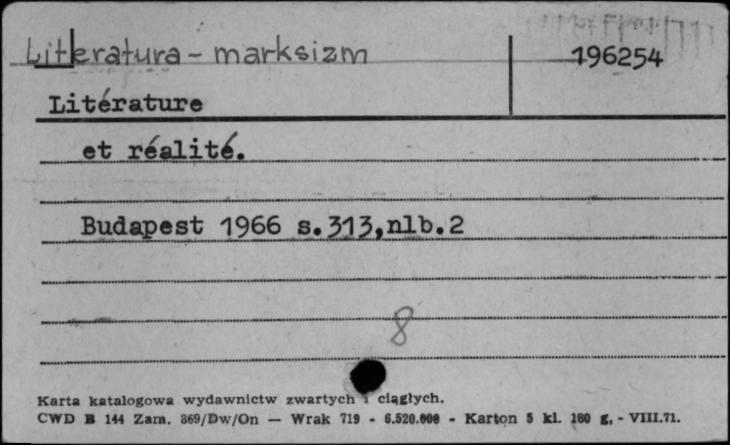 Literatura - marksizm
196254
Litérature
et réalité.
Budapest 1966 s.313,nlb.2
8
Karta katalogowa wydawnictw zwartych i ciągłych.
CWD B 144 Zam. 869/Dw/On — Wrak 719 - 6.520.000 - Karton 5 kl. 180 g, - VIII.71.